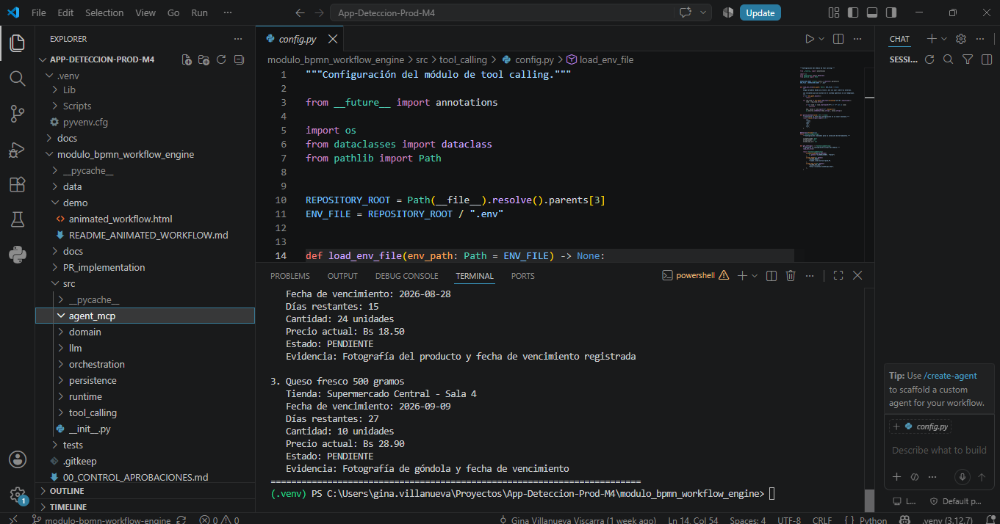 File Edit Selection View Go Run ··· App-Deteccion-Prod-M4 Update
EXPLORER ···
APP-DETECCION-PROD-M4
.venv
Lib
Scripts
pyvenv.cfg
docs
modulo_bpmn_workflow_engine
__pycache__
data
demo
animated_workflow.html
README_ANIMATED_WORKFLOW.md
docs
PR_implementation
src
__pycache__
agent_mcp
domain
llm
orchestration
persistence
runtime
tool_calling
__init__.py
tests
.gitkeep
00_CONTROL_APROBACIONES.md
OUTLINE
TIMELINE
config.py
modulo_bpmn_workflow_engine > src > tool_calling > config.py > load_env_file
1 """Configuración del módulo de tool calling."""
2
3 from __future__ import annotations
4
5 import os
6 from dataclasses import dataclass
7 from pathlib import Path
8
9
10 REPOSITORY_ROOT = Path(__file__).resolve().parents[3]
11 ENV_FILE = REPOSITORY_ROOT / ".env"
12
13
14 def load_env_file(env_path: Path = ENV_FILE) -> None:
PROBLEMS OUTPUT DEBUG CONSOLE TERMINAL PORTS powershell
Fecha de vencimiento: 2026-08-28
Días restantes: 15
Cantidad: 24 unidades
Precio actual: Bs 18.50
Estado: PENDIENTE
Evidencia: Fotografía del producto y fecha de vencimiento registrada
3. Queso fresco 500 gramos
Tienda: Supermercado Central - Sala 4
Fecha de vencimiento: 2026-09-09
Días restantes: 27
Cantidad: 10 unidades
Precio actual: Bs 28.90
Estado: PENDIENTE
Evidencia: Fotografía de góndola y fecha de vencimiento
(.venv) PS C:\Users\gina.villanueva\Proyectos\App-Deteccion-Prod-M4\modulo_bpmn_workflow_engine>
CHAT
SESSI...
Tip: Use /create-agent
to scaffold a custom
agent for your workflow.
config.py
Describe what to build
L... Default p...
1
modulo-bpmn-workflow-engine 0 0 Gina Villanueva Viscarra (1 week ago) Ln 14, Col 54 Spaces: 4 UTF-8 CRLF {} Python .venv (3.12.7)